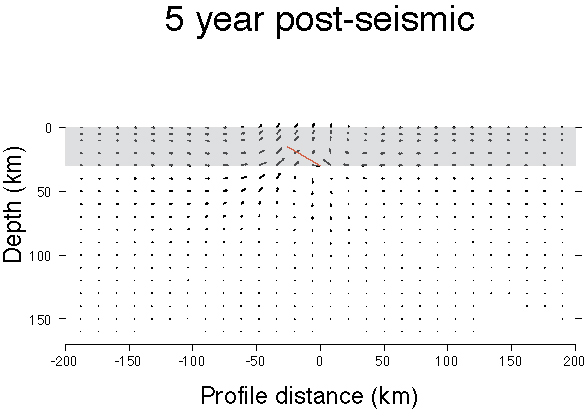 5 year post-seismic
0
50
100
150
Depth (km)
-200 -150 -100 -50 0 50 100 150 200
Profile distance (km)